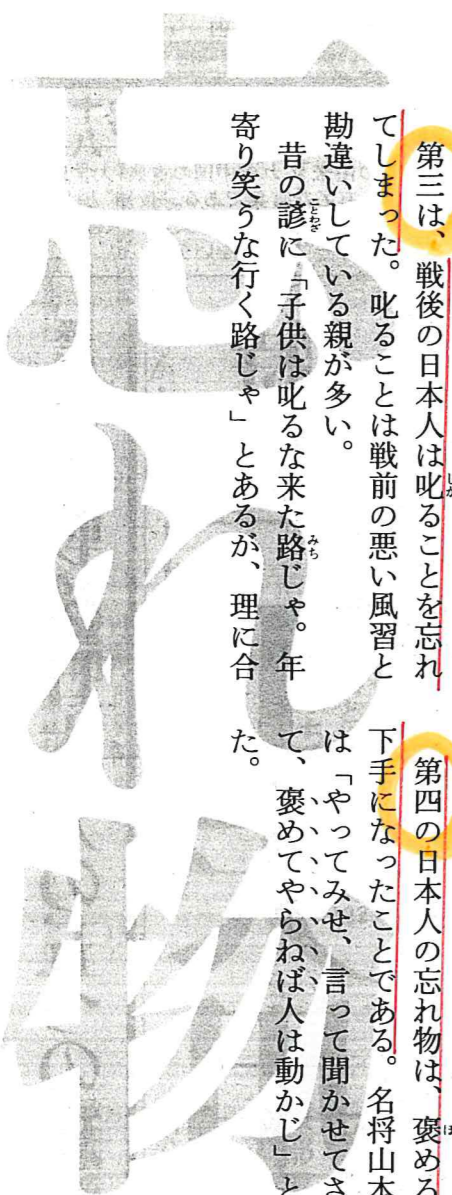 忘れ物
第三は、戦後の日本人は叱ることを忘れ
てしまった。叱ることは戦前の悪い風習と
勘違いしている親が多い。
昔の諺に「子供は叱るな来た路じゃ。年
寄り笑うな行く路じゃ」とあるが、理に合
第四の日本人の忘れ物は、褒める
下手になったことである。名将山本
は「やってみせ、言って聞かせてさ
て、褒めてやらねば人は動かじ」と
た。